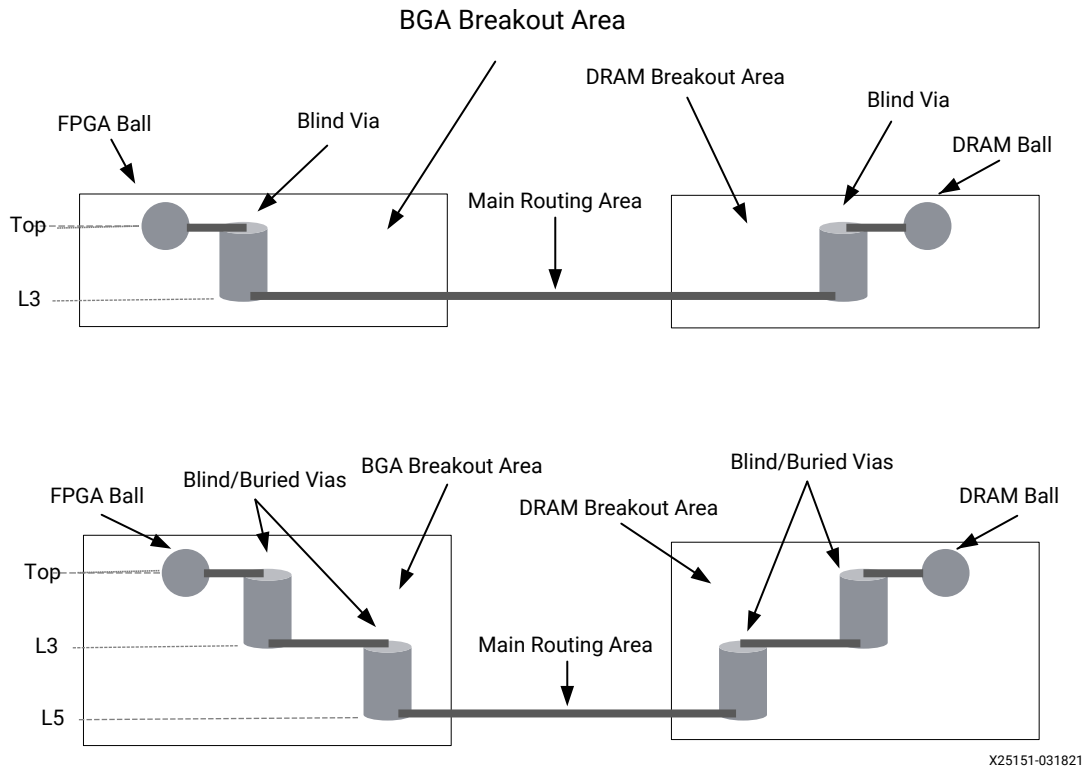 BGA Breakout Area
DRAM Breakout Area
Blind Via
FPGA Ball
Blind Via
DRAM Ball
Main Routing Area
Top
L3
BGA Breakout Area
Blind/Buried Vias
Blind/Buried Vias
FPGA Ball
DRAM Breakout Area
DRAM Ball
Top
L3
Main Routing Area
L5
X25151-031821